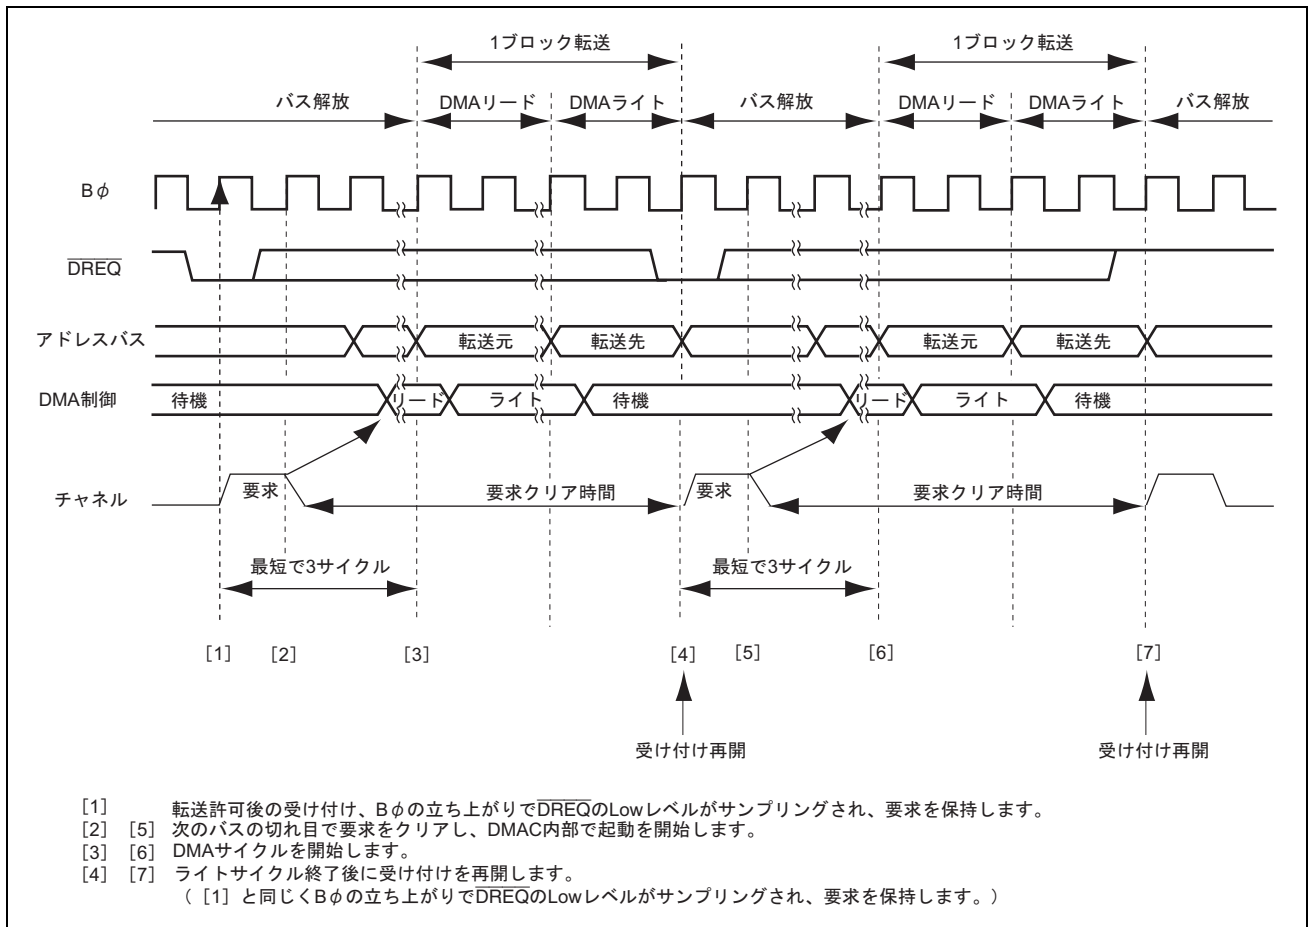 1ブロック転送 1ブロック転送
バス解放 DMAリード DMAライト バス解放 DMAリード DMAライト バス解放
Bφ
DREQ
アドレスバス 転送元 転送先 転送元 転送先
DMA制御 待機 リード ライト 待機 リード ライト 待機
チャネル 要求 要求クリア時間 要求 要求クリア時間
最短で3サイクル 最短で3サイクル
[1] [2] [3] [4] [5] [6] [7]
受け付け再開 受け付け再開
[1] 転送許可後の受け付け、Bφの立ち上がりでDREQのLowレベルがサンプリングされ、要求を保持します。
[2] [5] 次のバスの切れ目で要求をクリアし、DMAC内部で起動を開始します。
[3] [6] DMAサイクルを開始します。
[4] [7] ライトサイクル終了後に受け付けを再開します。
([1]と同じくBφの立ち上がりでDREQのLowレベルがサンプリングされ、要求を保持します。)